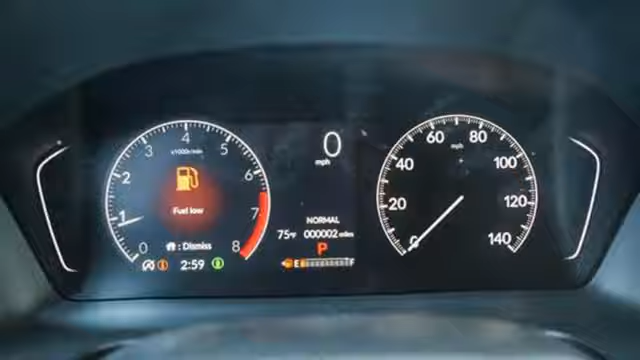 x1000r/min
0
1
2
3
4
5
6
7
8
Fuel low
: Dismiss
2:59
0
mph
NORMAL
75°F 000002 miles
P
E F
mph
0
20
40
60
80
100
120
140